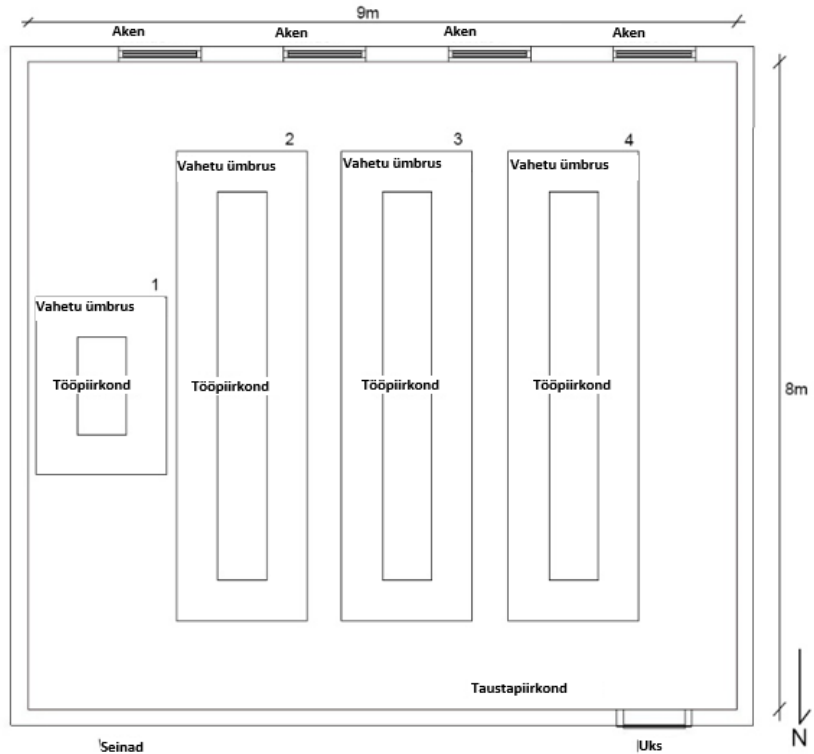 9m
Aken Aken Aken Aken
2 3 4
Vahetu ümbrus Vahetu ümbrus Vahetu ümbrus
1
Vahetu ümbrus
Tööpiirkond Tööpiirkond Tööpiirkond Tööpiirkond
8m
Taustapiirkond
N
Seinad Uks